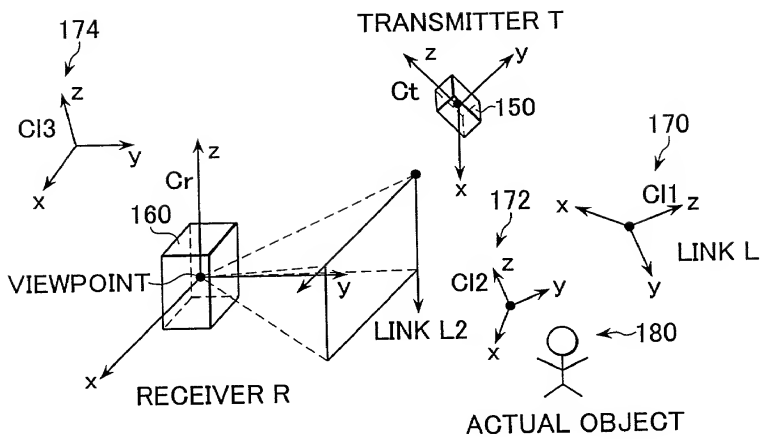 174
z
Cl3
y
x
TRANSMITTER T
z
y
Ct
150
x
170
Cl1
x
z
y
LINK L
172
z
Cl2
y
x
Cr
z
160
VIEWPOINT
y
x
LINK L2
RECEIVER R
180
ACTUAL OBJECT